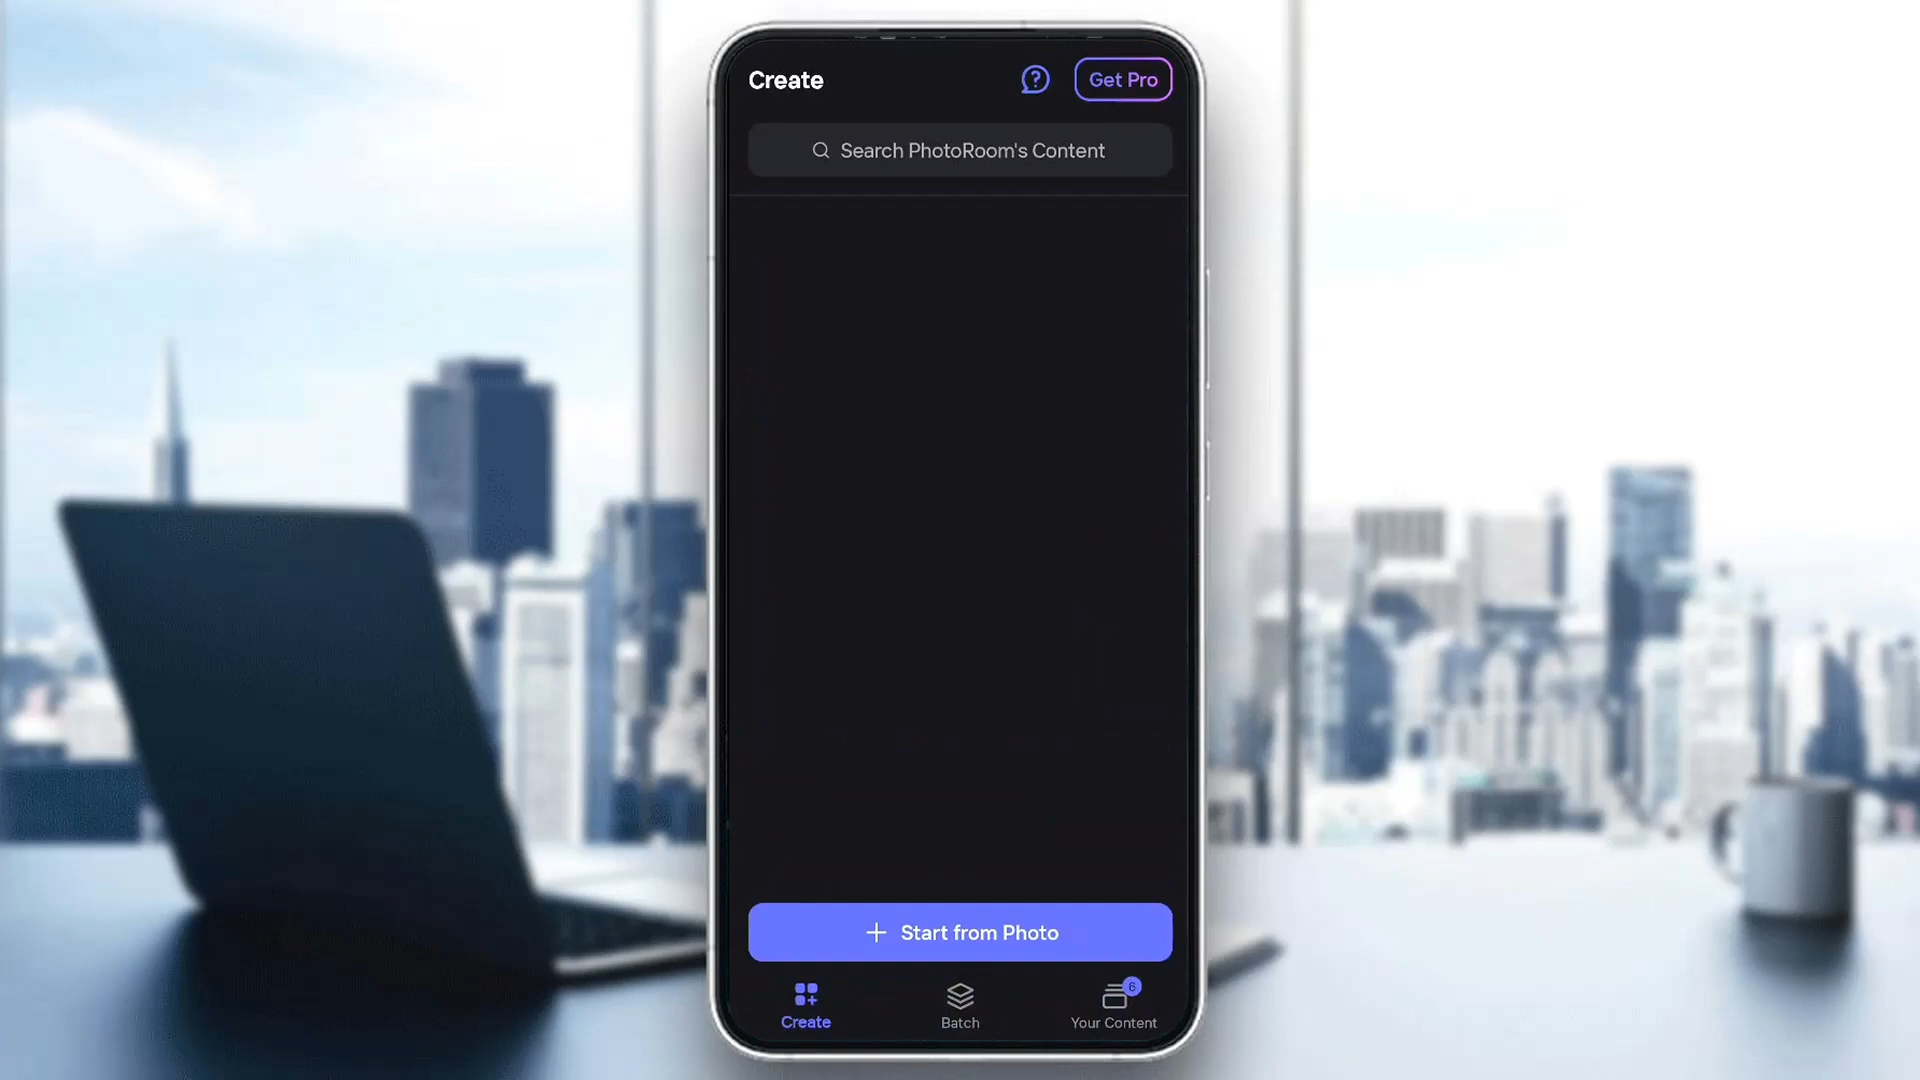 Create
Get Pro
Search PhotoRoom's Content
Start from Photo
6
Create
Batch
Your Content